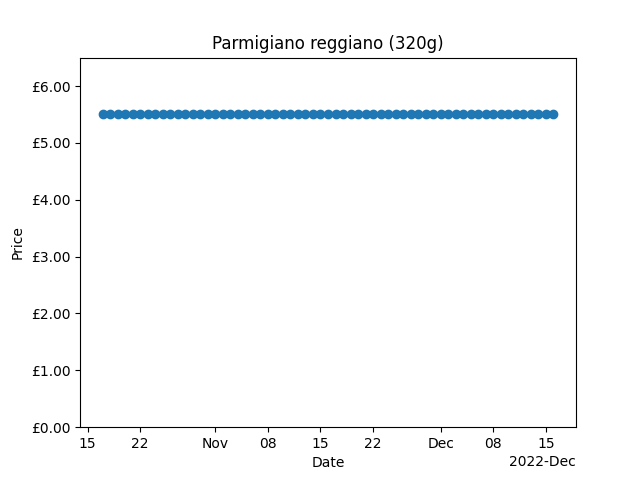 Parmigiano reggiano (320g)
£6.00
£5.00
£4.00
£3.00
£2.00
£1.00
£0.00
Price
15 22 Nov 08 15 22 Dec 08 15
Date
2022-Dec